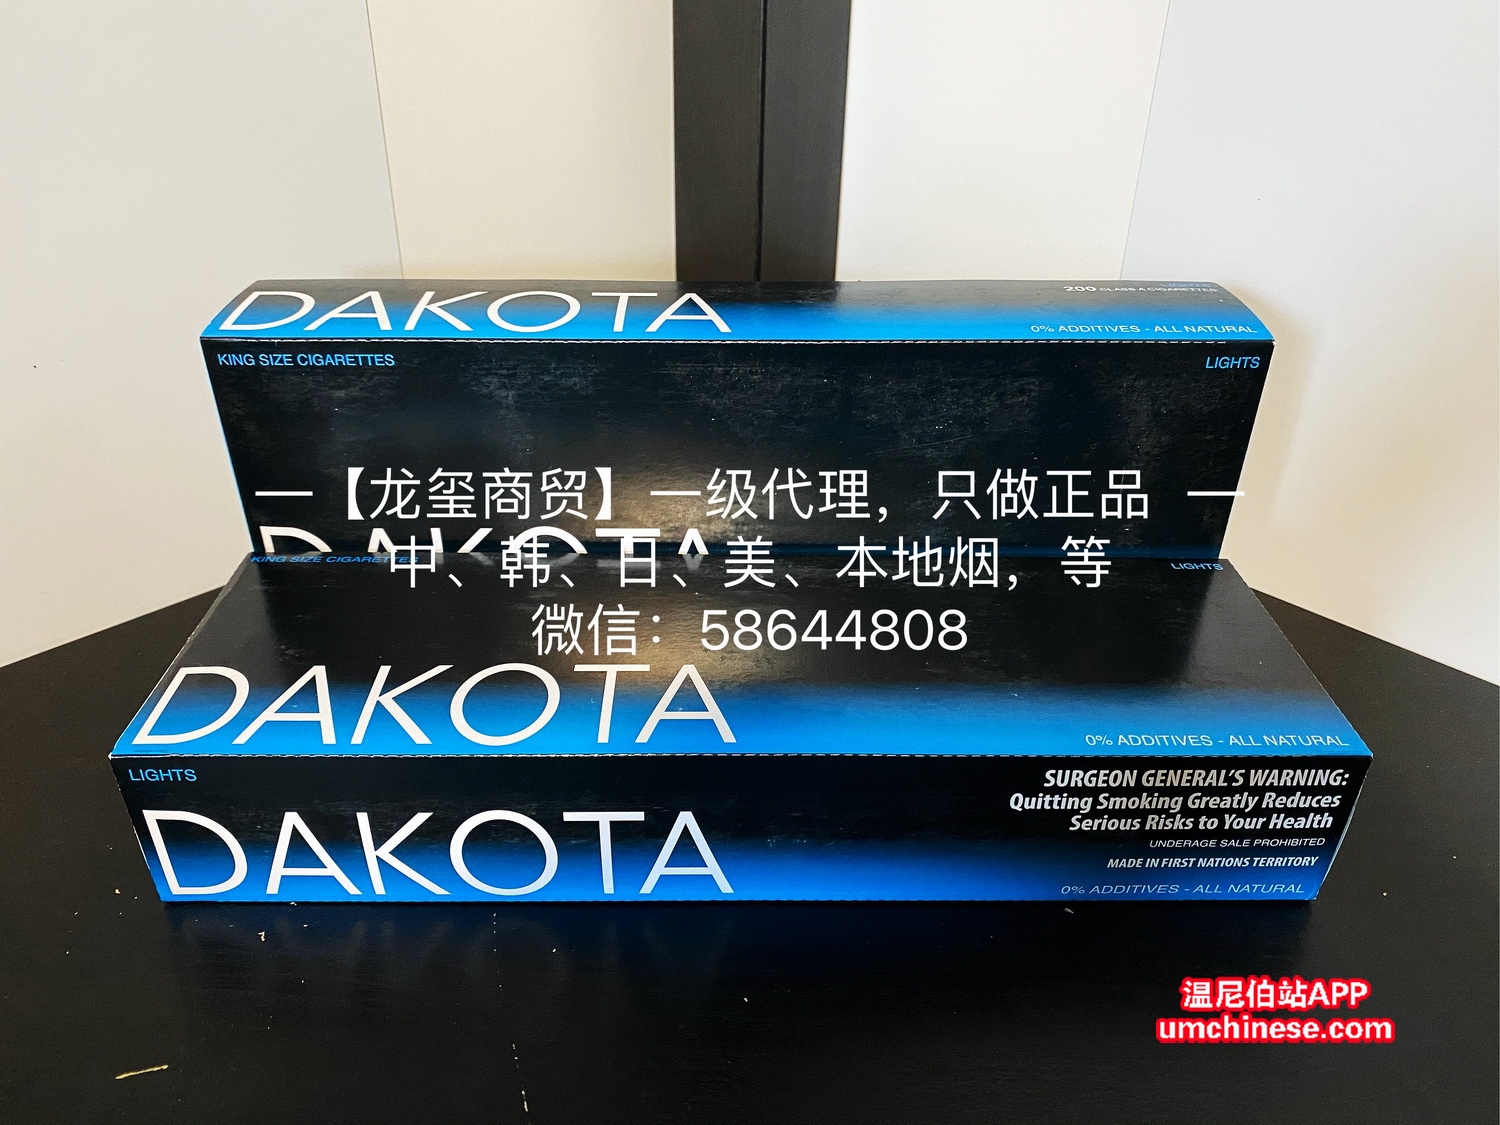 DAKOTA
200 CLASS A CIGARETTES
0% ADDITIVES - ALL NATURAL
KING SIZE CIGARETTES
LIGHTS
—【龙玺商贸】一级代理，只做正品 —
DAKOTA
KING SIZE CIGARETTES
LIGHTS
中、韩、日、美、本地烟，等
微信：58644808
DAKOTA
0% ADDITIVES - ALL NATURAL
LIGHTS
SURGEON GENERAL'S WARNING:
Quitting Smoking Greatly Reduces
Serious Risks to Your Health
DAKOTA
UNDERAGE SALE PROHIBITED
MADE IN FIRST NATIONS TERRITORY
0% ADDITIVES - ALL NATURAL
温尼伯站APP
umchinese.com